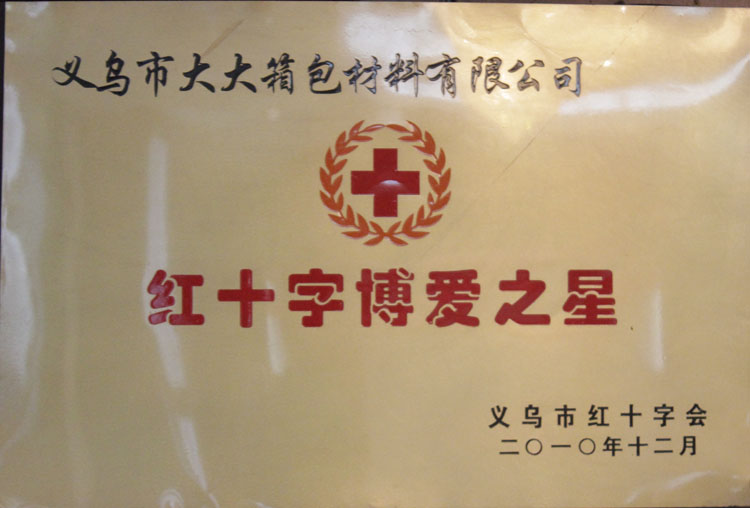 义乌市大大箱包材料有限公司
红十字博爱之星
义乌市红十字会
二〇一〇年十二月